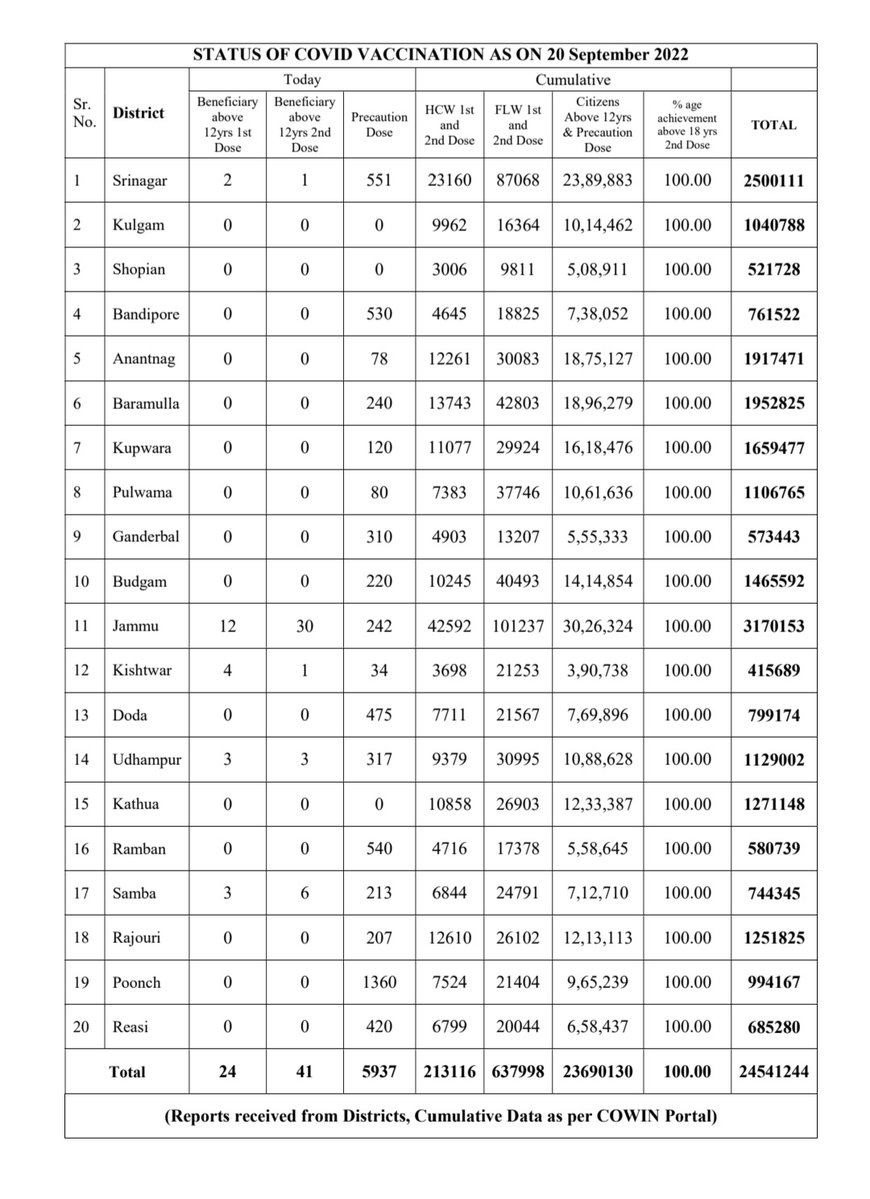 STATUS OF COVID VACCINATION AS ON 20 September 2022
Today Cumulative
Sr. No. District Beneficiary above 12yrs 1st Dose Beneficiary above 12yrs 2nd Dose Precaution Dose HCW 1st and 2nd Dose FLW 1st and 2nd Dose Citizens Above 12yrs & Precaution Dose % age achievement above 18 yrs 2nd Dose TOTAL
1 Srinagar 2 1 551 23160 87068 23,89,883 100.00 2500111
2 Kulgam 0 0 0 9962 16364 10,14,462 100.00 1040788
3 Shopian 0 0 0 3006 9811 5,08,911 100.00 521728
4 Bandipore 0 0 530 4645 18825 7,38,052 100.00 761522
5 Anantnag 0 0 78 12261 30083 18,75,127 100.00 1917471
6 Baramulla 0 0 240 13743 42803 18,96,279 100.00 1952825
7 Kupwara 0 0 120 11077 29924 16,18,476 100.00 1659477
8 Pulwama 0 0 80 7383 37746 10,61,636 100.00 1106765
9 Ganderbal 0 0 310 4903 13207 5,55,333 100.00 573443
10 Budgam 0 0 220 10245 40493 14,14,854 100.00 1465592
11 Jammu 12 30 242 42592 101237 30,26,324 100.00 3170153
12 Kishtwar 4 1 34 3698 21253 3,90,738 100.00 415689
13 Doda 0 0 475 7711 21567 7,69,896 100.00 799174
14 Udhampur 3 3 317 9379 30995 10,88,628 100.00 1129002
15 Kathua 0 0 0 10858 26903 12,33,387 100.00 1271148
16 Ramban 0 0 540 4716 17378 5,58,645 100.00 580739
17 Samba 3 6 213 6844 24791 7,12,710 100.00 744345
18 Rajouri 0 0 207 12610 26102 12,13,113 100.00 1251825
19 Poonch 0 0 1360 7524 21404 9,65,239 100.00 994167
20 Reasi 0 0 420 6799 20044 6,58,437 100.00 685280
Total 24 41 5937 213116 637998 23690130 100.00 24541244
(Reports received from Districts, Cumulative Data as per COWIN Portal)